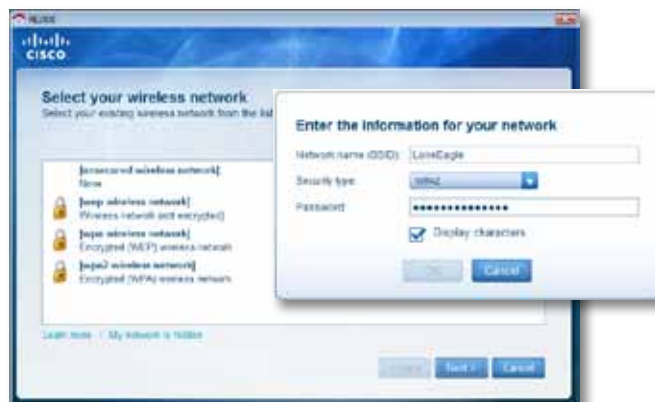 CISCO
Select your wireless network
Select your existing wireless network from the list
[unsecured wireless network]
None
[wep wireless network]
Wireless network (not encrypted)
[wpa wireless network]
Encrypted (WEP) wireless network
[wpa2 wireless network]
Encrypted (WPA) wireless network
Learn more | My network is hidden
Next >
Cancel
Enter the information for your network
Network name (SSID): LoneEagle
Security type: WPA2
Password:
Display characters
OK
Cancel